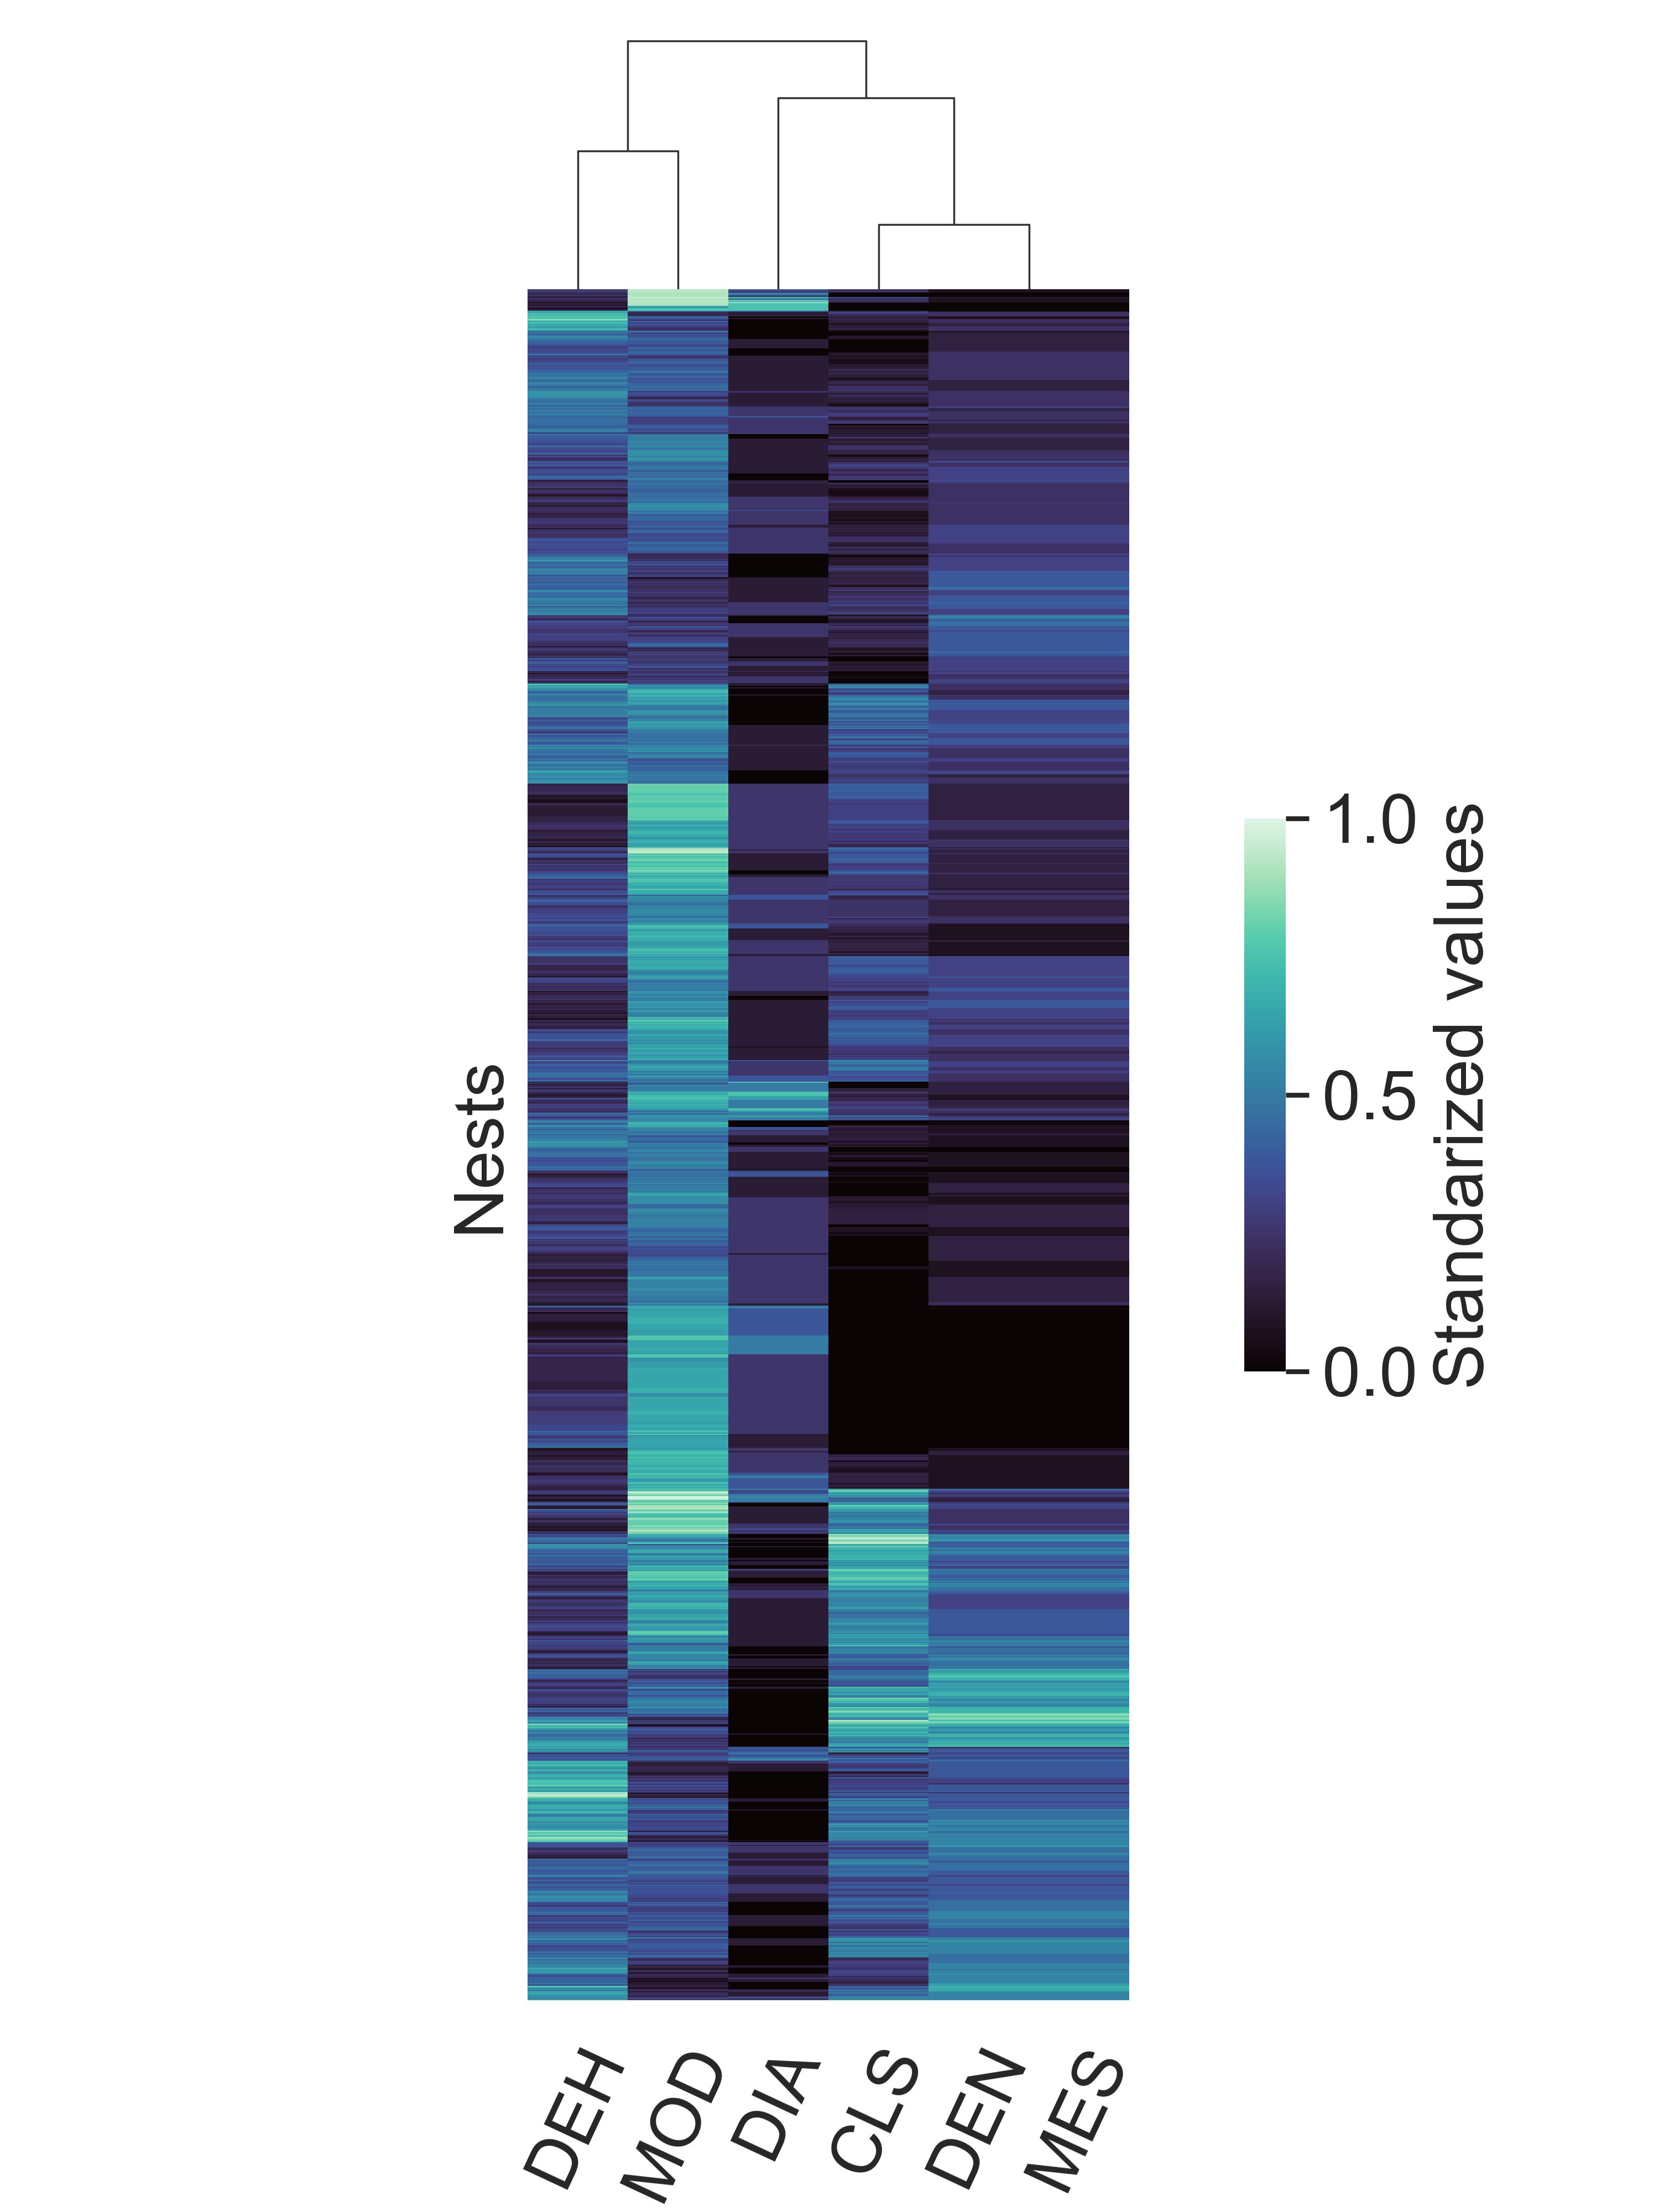 Nests
1.0
0.5
0.0
Standarized values
DEH
MOD
DIA
CLS
DEN
MES